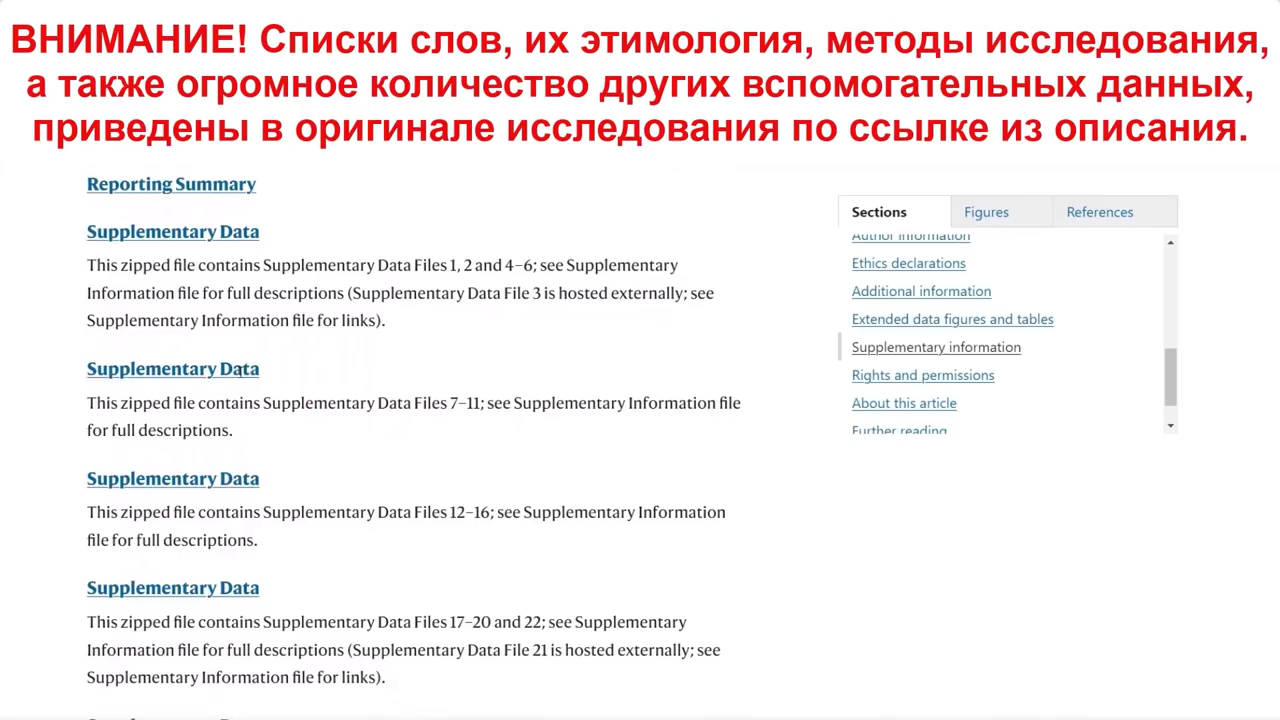 ВНИМАНИЕ! Списки слов, их этимология, методы исследования,
а также огромное количество других вспомогательных данных,
приведены в оригинале исследования по ссылке из описания.
Reporting Summary
Supplementary Data
This zipped file contains Supplementary Data Files 1, 2 and 4–6; see Supplementary
Information file for full descriptions (Supplementary Data File 3 is hosted externally; see
Supplementary Information file for links).
Supplementary Data
This zipped file contains Supplementary Data Files 7–11; see Supplementary Information file
for full descriptions.
Supplementary Data
This zipped file contains Supplementary Data Files 12–16; see Supplementary Information
file for full descriptions.
Supplementary Data
This zipped file contains Supplementary Data Files 17–20 and 22; see Supplementary
Information file for full descriptions (Supplementary Data File 21 is hosted externally; see
Supplementary Information file for links).
Sections Figures References
Author information
Ethics declarations
Additional information
Extended data figures and tables
Supplementary information
Rights and permissions
About this article
Further reading